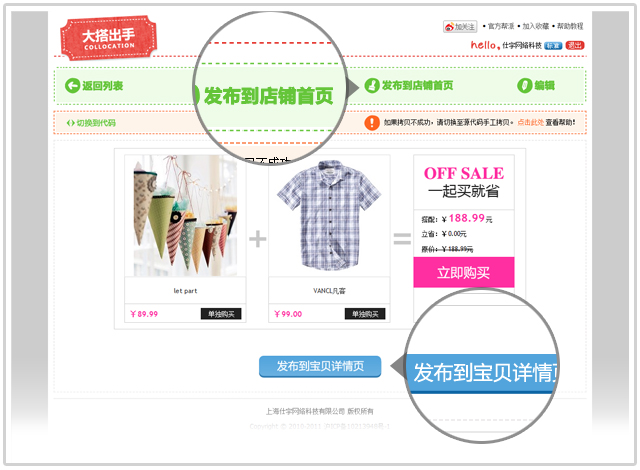 大搭出手
COLLOCATION
加关注 • 官方帮派 • 加入收藏 • 帮助教程
hello, 仕学网络科技 标准 退出
返回列表
发布到店铺首页
发布到店铺首页
编辑
切换到代码
如果拷贝不成功，请切换至源代码手工拷贝。 点击此处 查看帮助！
不成功
OFF SALE
一起买就省
搭配：￥188.99元
立省：￥0.00元
原价：￥188.99元
立即购买
let part
VANCL凡客
￥89.99 单独购买
￥99.00 单独购买
发布到宝贝详情页
发布到宝贝详情页
上海仕学网络科技有限公司 版权所有
Copyright © 2010-2011